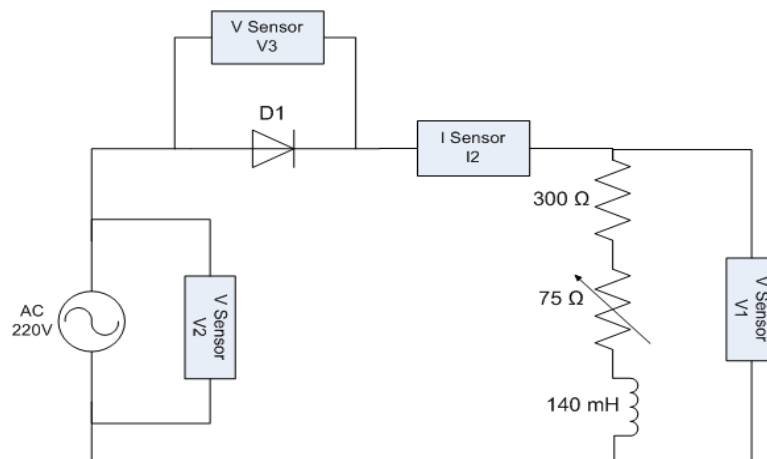 V Sensor
V3
D1
I Sensor
I2
300 Ω
75 Ω
AC
220V
V Sensor
V2
V Sensor
V1
140 mH